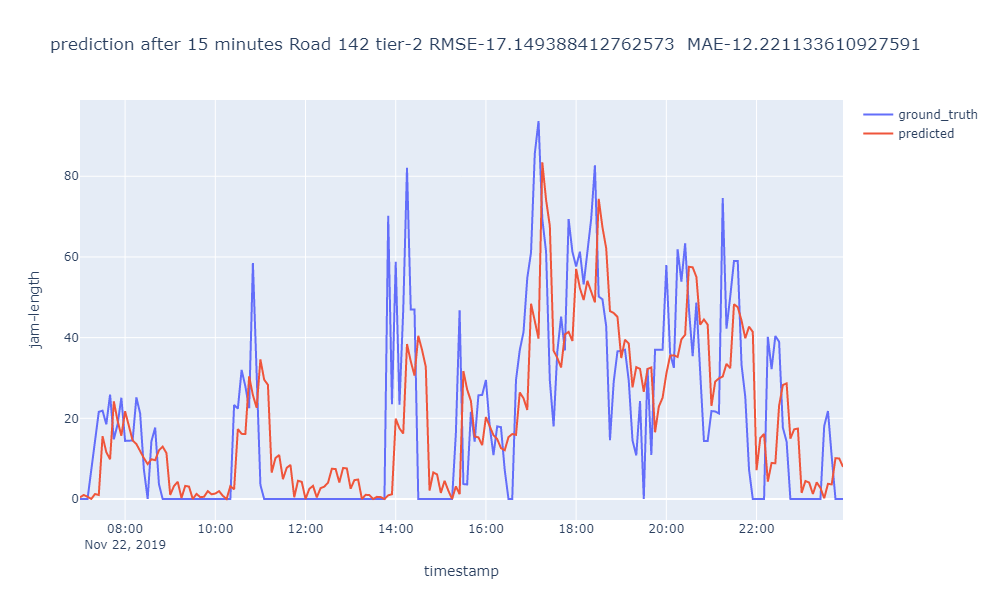 prediction after 15 minutes Road 142 tier-2 RMSE-17.149388412762573  MAE-12.221133610927591
ground_truth
predicted
jam-length
80
60
40
20
0
08:00 10:00 12:00 14:00 16:00 18:00 20:00 22:00
Nov 22, 2019
timestamp